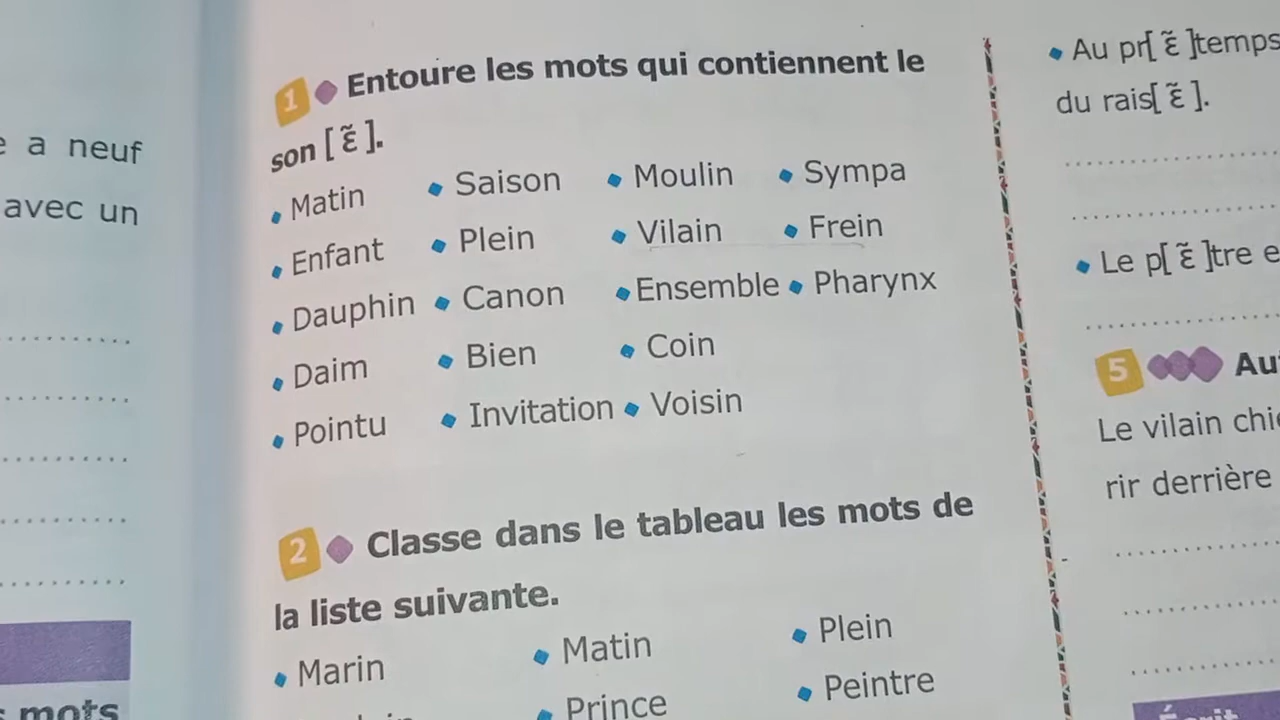 a neuf
avec un
mots
1 Entoure les mots qui contiennent le
son [ ɛ̃ ].
• Matin • Saison • Moulin • Sympa
• Enfant • Plein • Vilain • Frein
• Dauphin • Canon • Ensemble • Pharynx
• Daim • Bien • Coin
• Pointu • Invitation • Voisin
2 Classe dans le tableau les mots de
la liste suivante.
• Marin • Matin • Plein
• Prince • Peintre
• Au pr[ ɛ̃ ]temps
du rais[ ɛ̃ ].
• Le p[ ɛ̃ ]tre e
5 Au
Le vilain chi
rir derrière